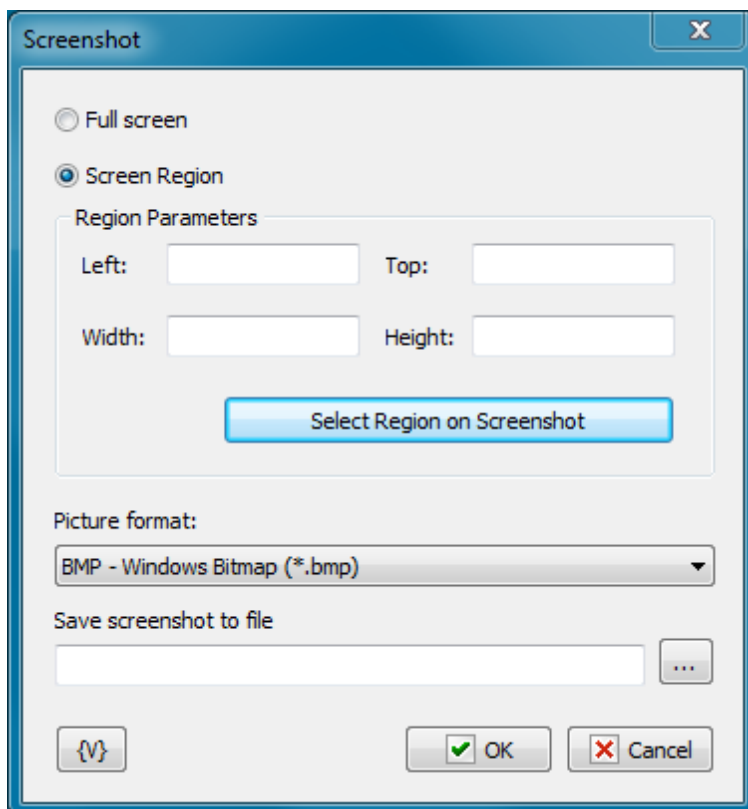 Screenshot
Full screen
Screen Region
Region Parameters
Left: Top:
Width: Height:
Select Region on Screenshot
Picture format:
BMP - Windows Bitmap (*.bmp)
Save screenshot to file
...
{V} OK Cancel